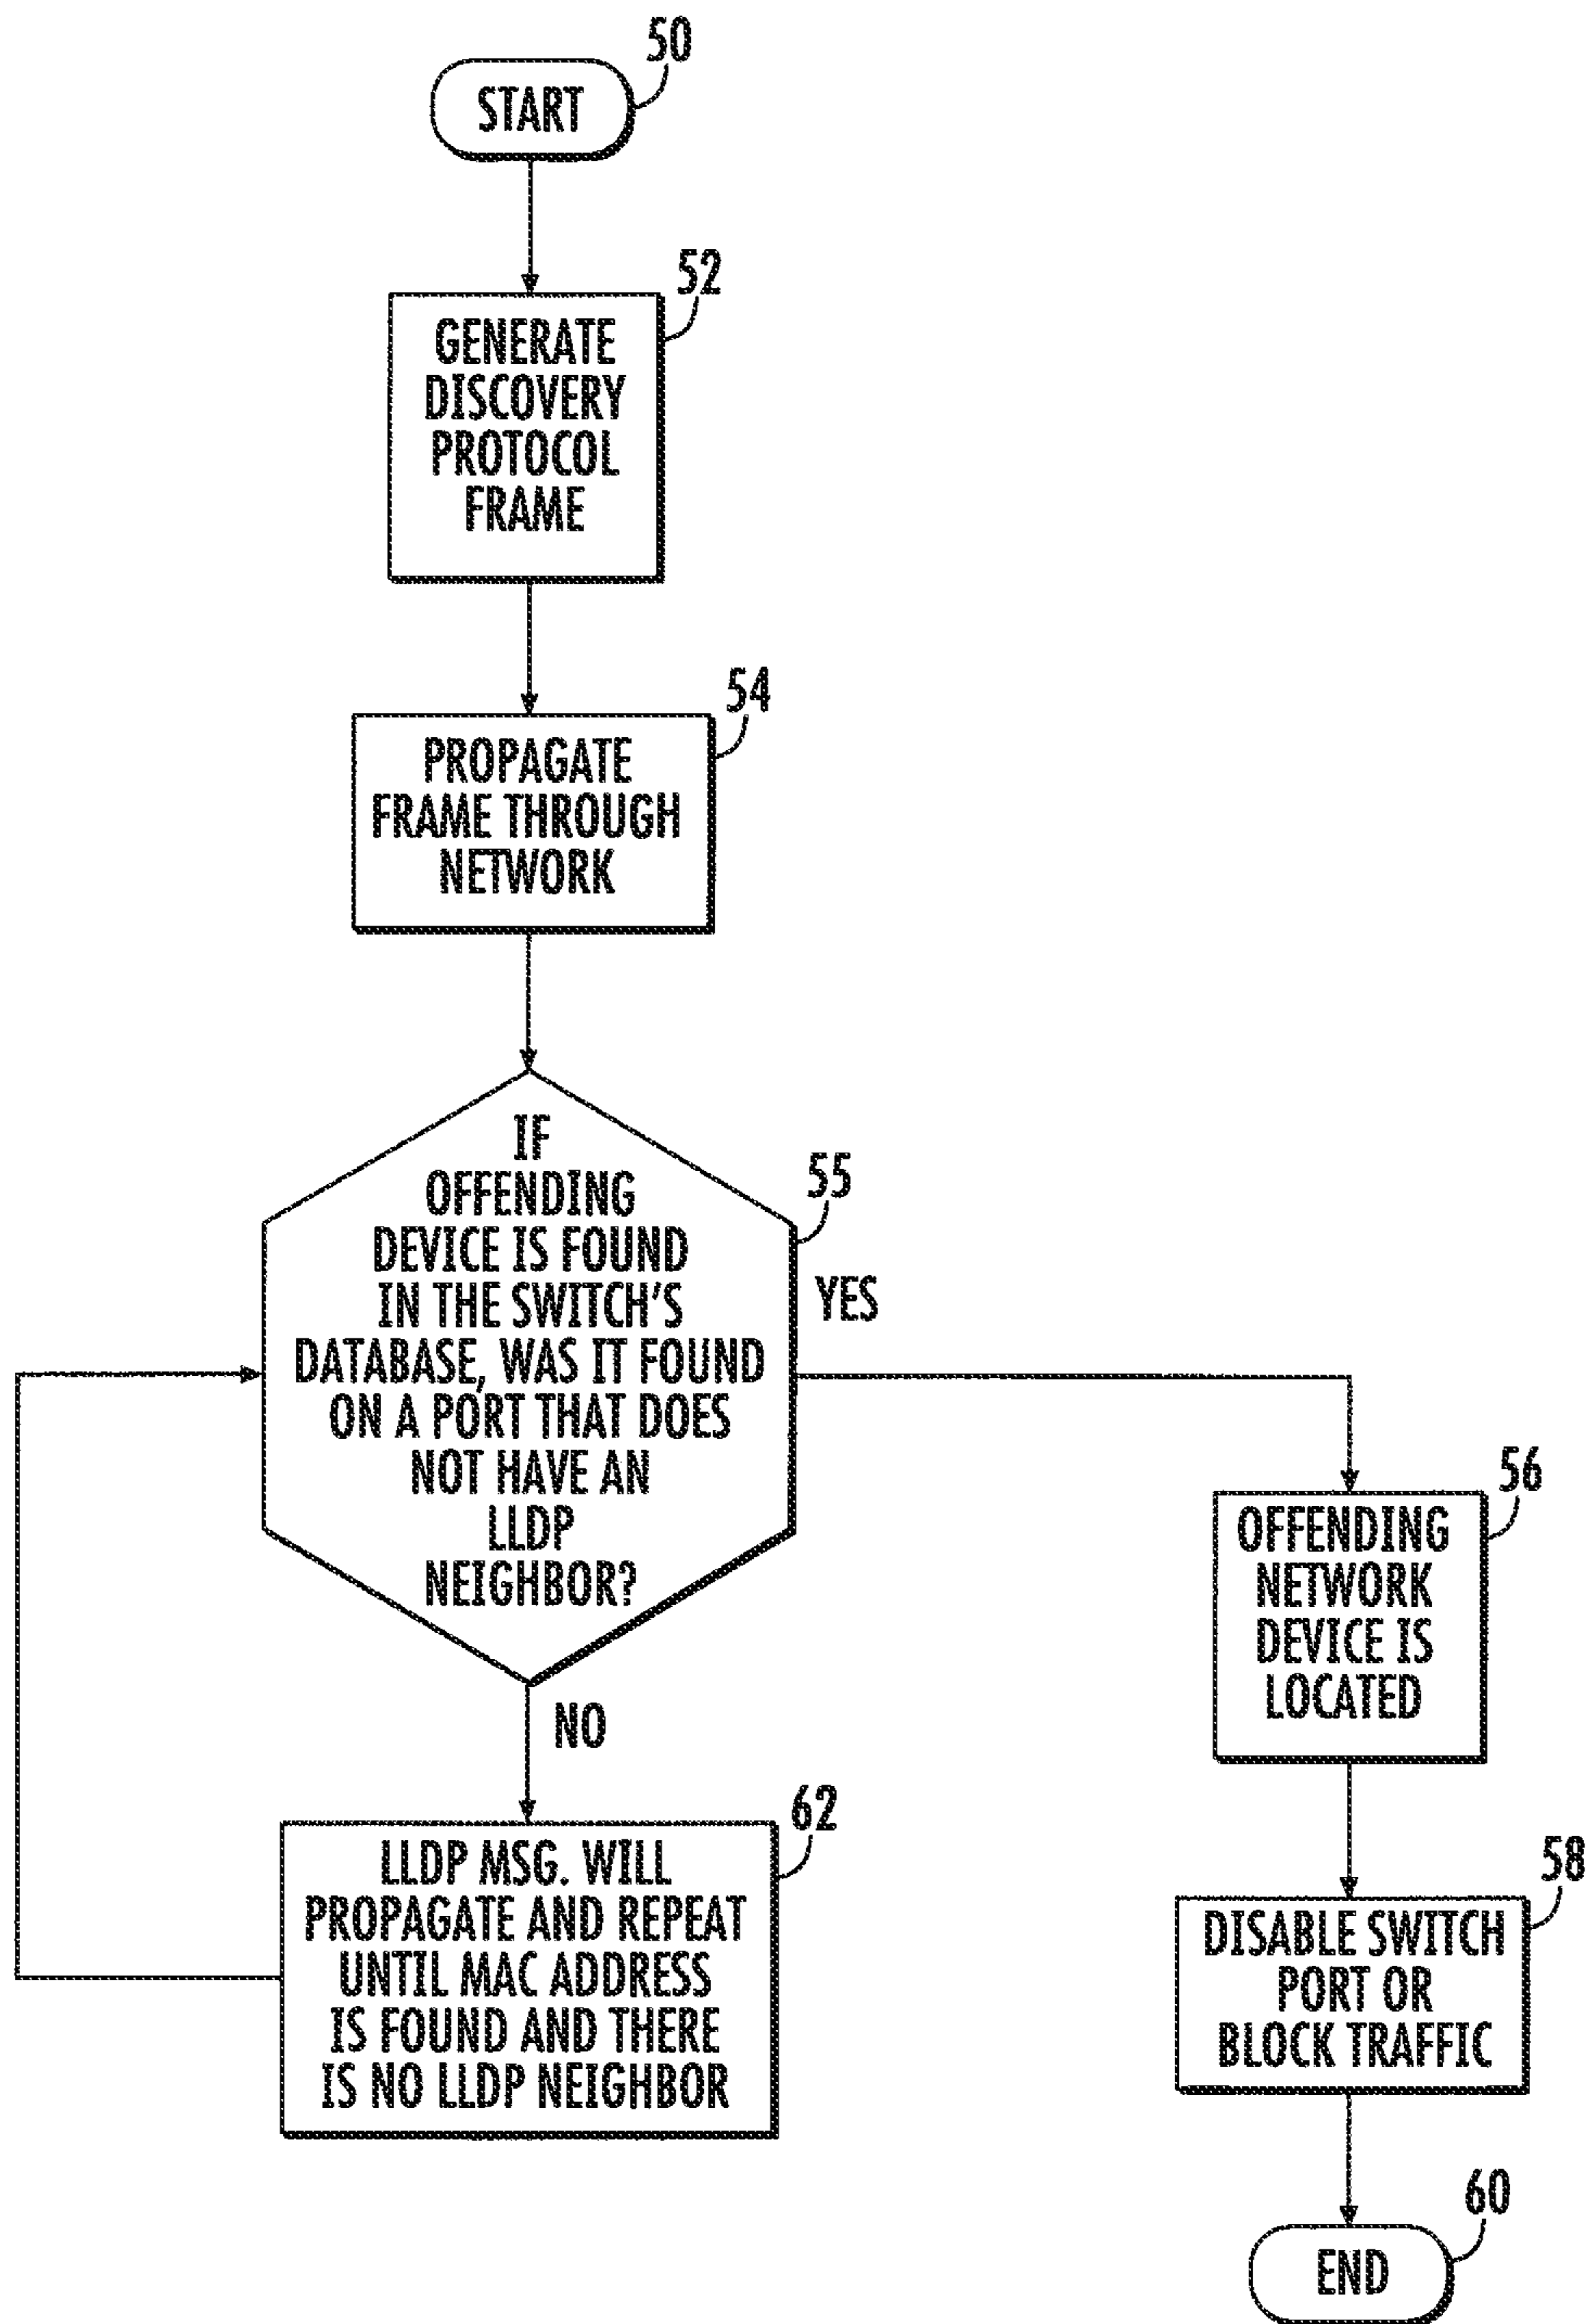 50
START
52
GENERATE
DISCOVERY
PROTOCOL
FRAME
54
PROPAGATE
FRAME THROUGH
NETWORK
55
IF
OFFENDING
DEVICE IS FOUND
IN THE SWITCH'S
DATABASE, WAS IT FOUND
ON A PORT THAT DOES
NOT HAVE AN
LLDP
NEIGHBOR?
YES
NO
56
OFFENDING
NETWORK
DEVICE IS
LOCATED
62
LLDP MSG. WILL
PROPAGATE AND REPEAT
UNTIL MAC ADDRESS
IS FOUND AND THERE
IS NO LLDP NEIGHBOR
58
DISABLE SWITCH
PORT OR
BLOCK TRAFFIC
60
END